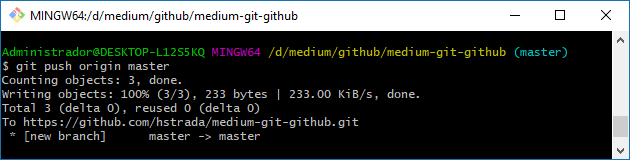 MINGW64:/d/medium/github/medium-git-github
Administrador@DESKTOP-L12S5KQ MINGW64 /d/medium/github/medium-git-github (master)
$ git push origin master
Counting objects: 3, done.
Writing objects: 100% (3/3), 233 bytes | 233.00 KiB/s, done.
Total 3 (delta 0), reused 0 (delta 0)
To https://github.com/hstrada/medium-git-github.git
 * [new branch]      master -> master